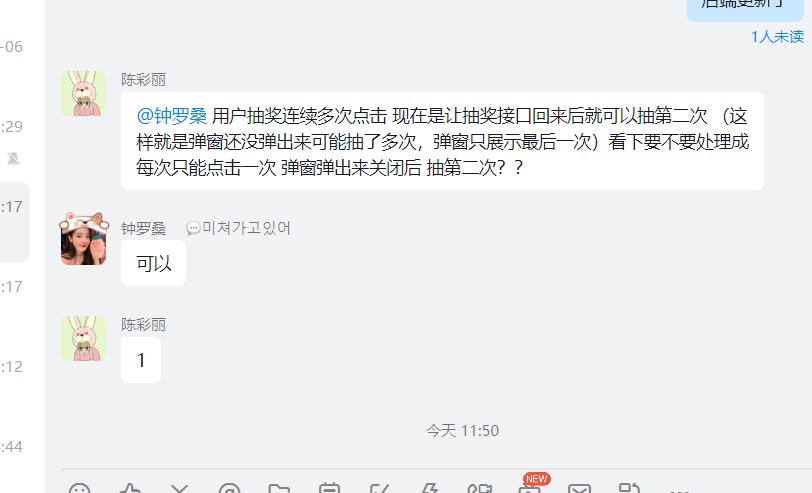 后端更新了
1人未读
-06
陈彩丽
@钟罗桑 用户抽奖连续多次点击 现在是让抽奖接口回来后就可以抽第二次 （这
样就是弹窗还没弹出来可能抽了多次，弹窗只展示最后一次）看下要不要处理成
每次只能点击一次 弹窗弹出来关闭后 抽第二次？？
:29
:17
钟罗桑 미쳐가고있어
可以
:17
陈彩丽
1
:12
今天 11:50
:44
NEW